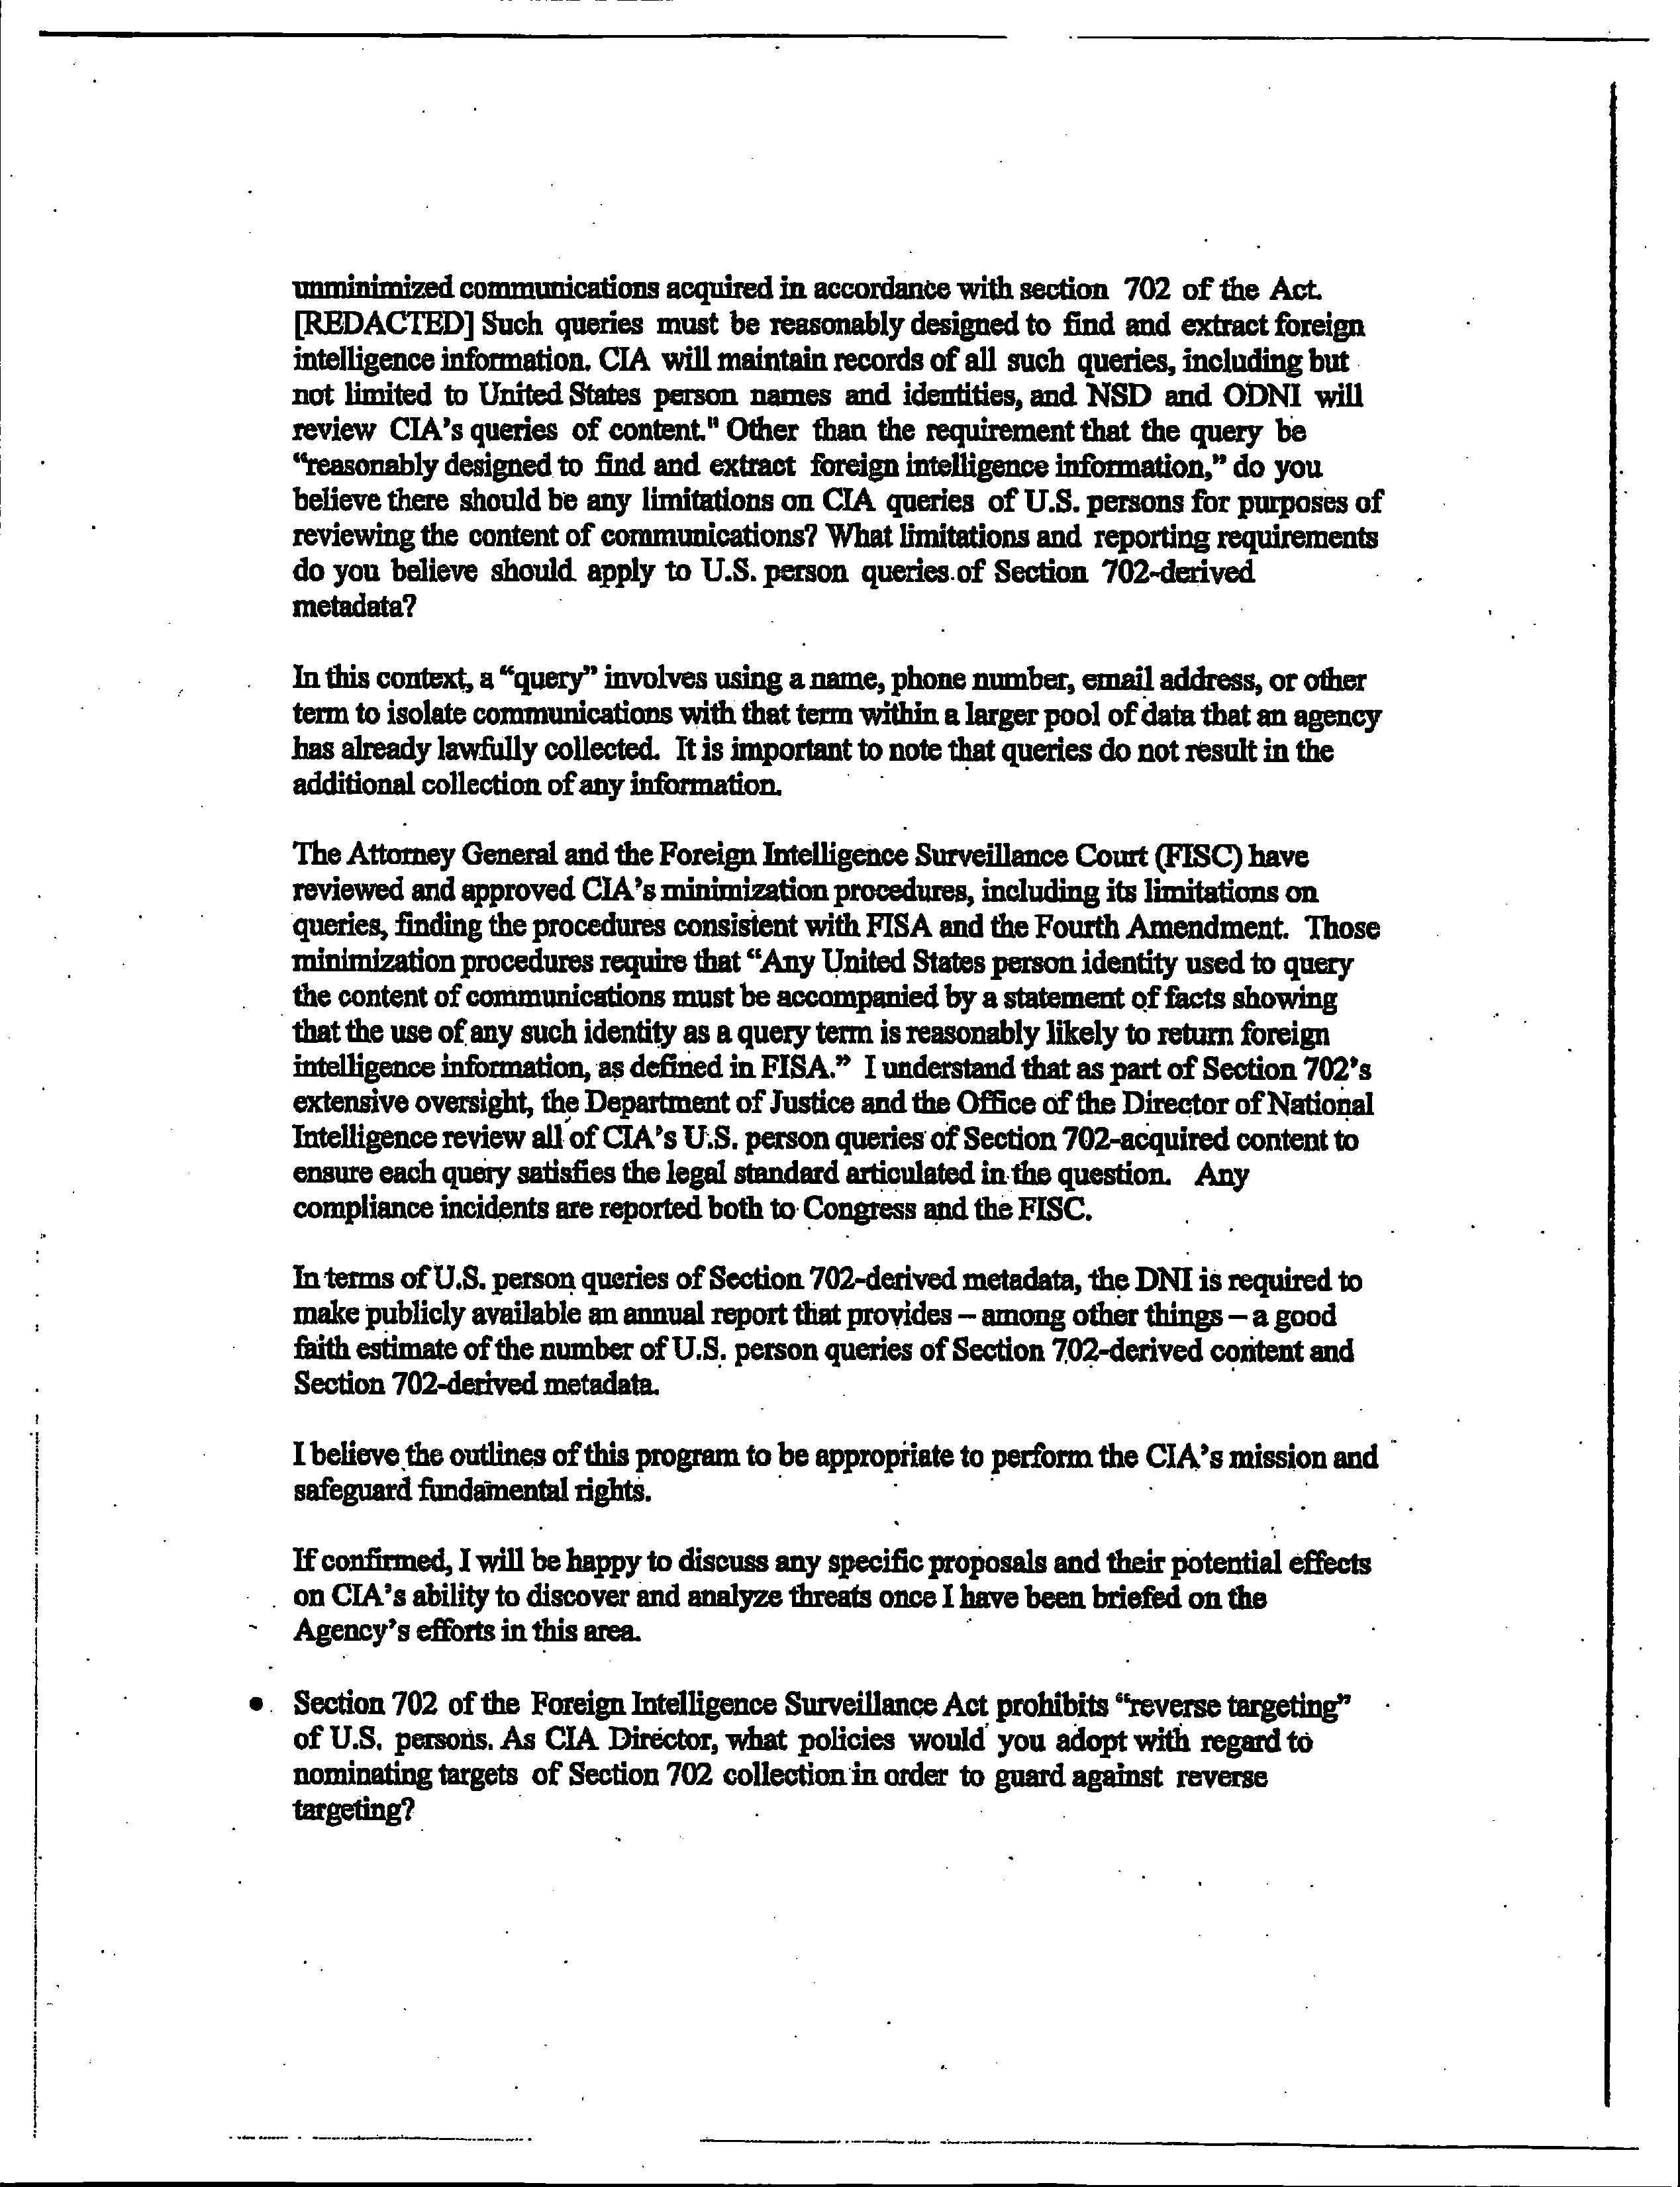 unminimized communications acquired in accordance with section 702 of the Act.
[REDACTED] Such queries must be reasonably designed to find and extract foreign
intelligence information. CIA will maintain records of all such queries, including but
not limited to United States person names and identities, and NSD and ODNI will
review CIA's queries of content." Other than the requirement that the query be
“reasonably designed to find and extract foreign intelligence information,” do you
believe there should be any limitations on CIA queries of U.S. persons for purposes of
reviewing the content of communications? What limitations and reporting requirements
do you believe should apply to U.S. person queries of Section 702-derived
metadata?
In this context, a “query” involves using a name, phone number, email address, or other
term to isolate communications with that term within a larger pool of data that an agency
has already lawfully collected. It is important to note that queries do not result in the
additional collection of any information.
The Attorney General and the Foreign Intelligence Surveillance Court (FISC) have
reviewed and approved CIA's minimization procedures, including its limitations on
queries, finding the procedures consistent with FISA and the Fourth Amendment. Those
minimization procedures require that “Any United States person identity used to query
the content of communications must be accompanied by a statement of facts showing
that the use of any such identity as a query term is reasonably likely to return foreign
intelligence information, as defined in FISA.” I understand that as part of Section 702's
extensive oversight, the Department of Justice and the Office of the Director of National
Intelligence review all of CIA's U.S. person queries of Section 702-acquired content to
ensure each query satisfies the legal standard articulated in the question. Any
compliance incidents are reported both to Congress and the FISC.
In terms of U.S. person queries of Section 702-derived metadata, the DNI is required to
make publicly available an annual report that provides – among other things – a good
faith estimate of the number of U.S. person queries of Section 702-derived content and
Section 702-derived metadata.
I believe the outlines of this program to be appropriate to perform the CIA's mission and
safeguard fundamental rights.
If confirmed, I will be happy to discuss any specific proposals and their potential effects
on CIA's ability to discover and analyze threats once I have been briefed on the
Agency's efforts in this area.
• Section 702 of the Foreign Intelligence Surveillance Act prohibits “reverse targeting”
of U.S. persons. As CIA Director, what policies would you adopt with regard to
nominating targets of Section 702 collection in order to guard against reverse
targeting?